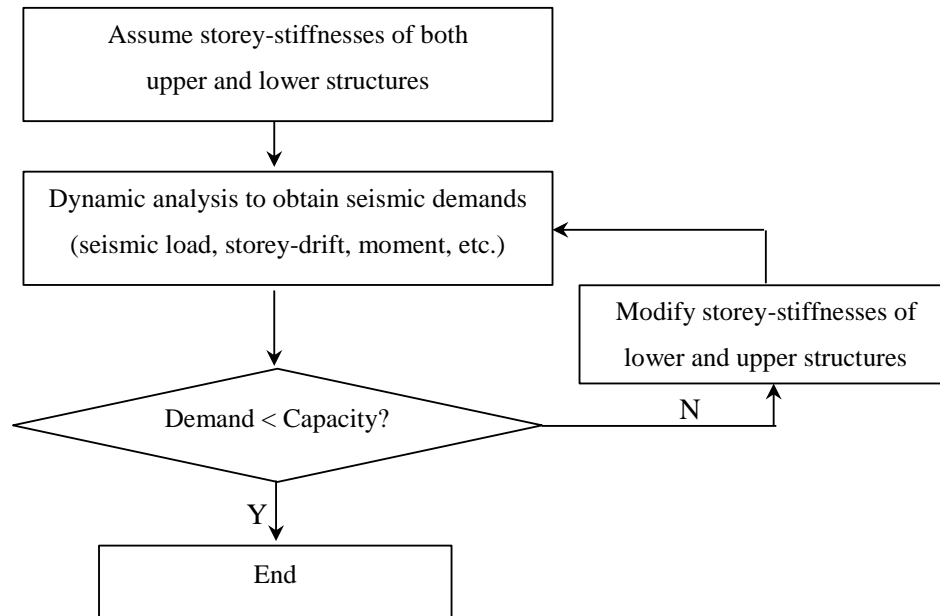 Assume storey-stiffnesses of both
upper and lower structures
Dynamic analysis to obtain seismic demands
(seismic load, storey-drift, moment, etc.)
Modify storey-stiffnesses of
lower and upper structures
Demand < Capacity?
N
Y
End